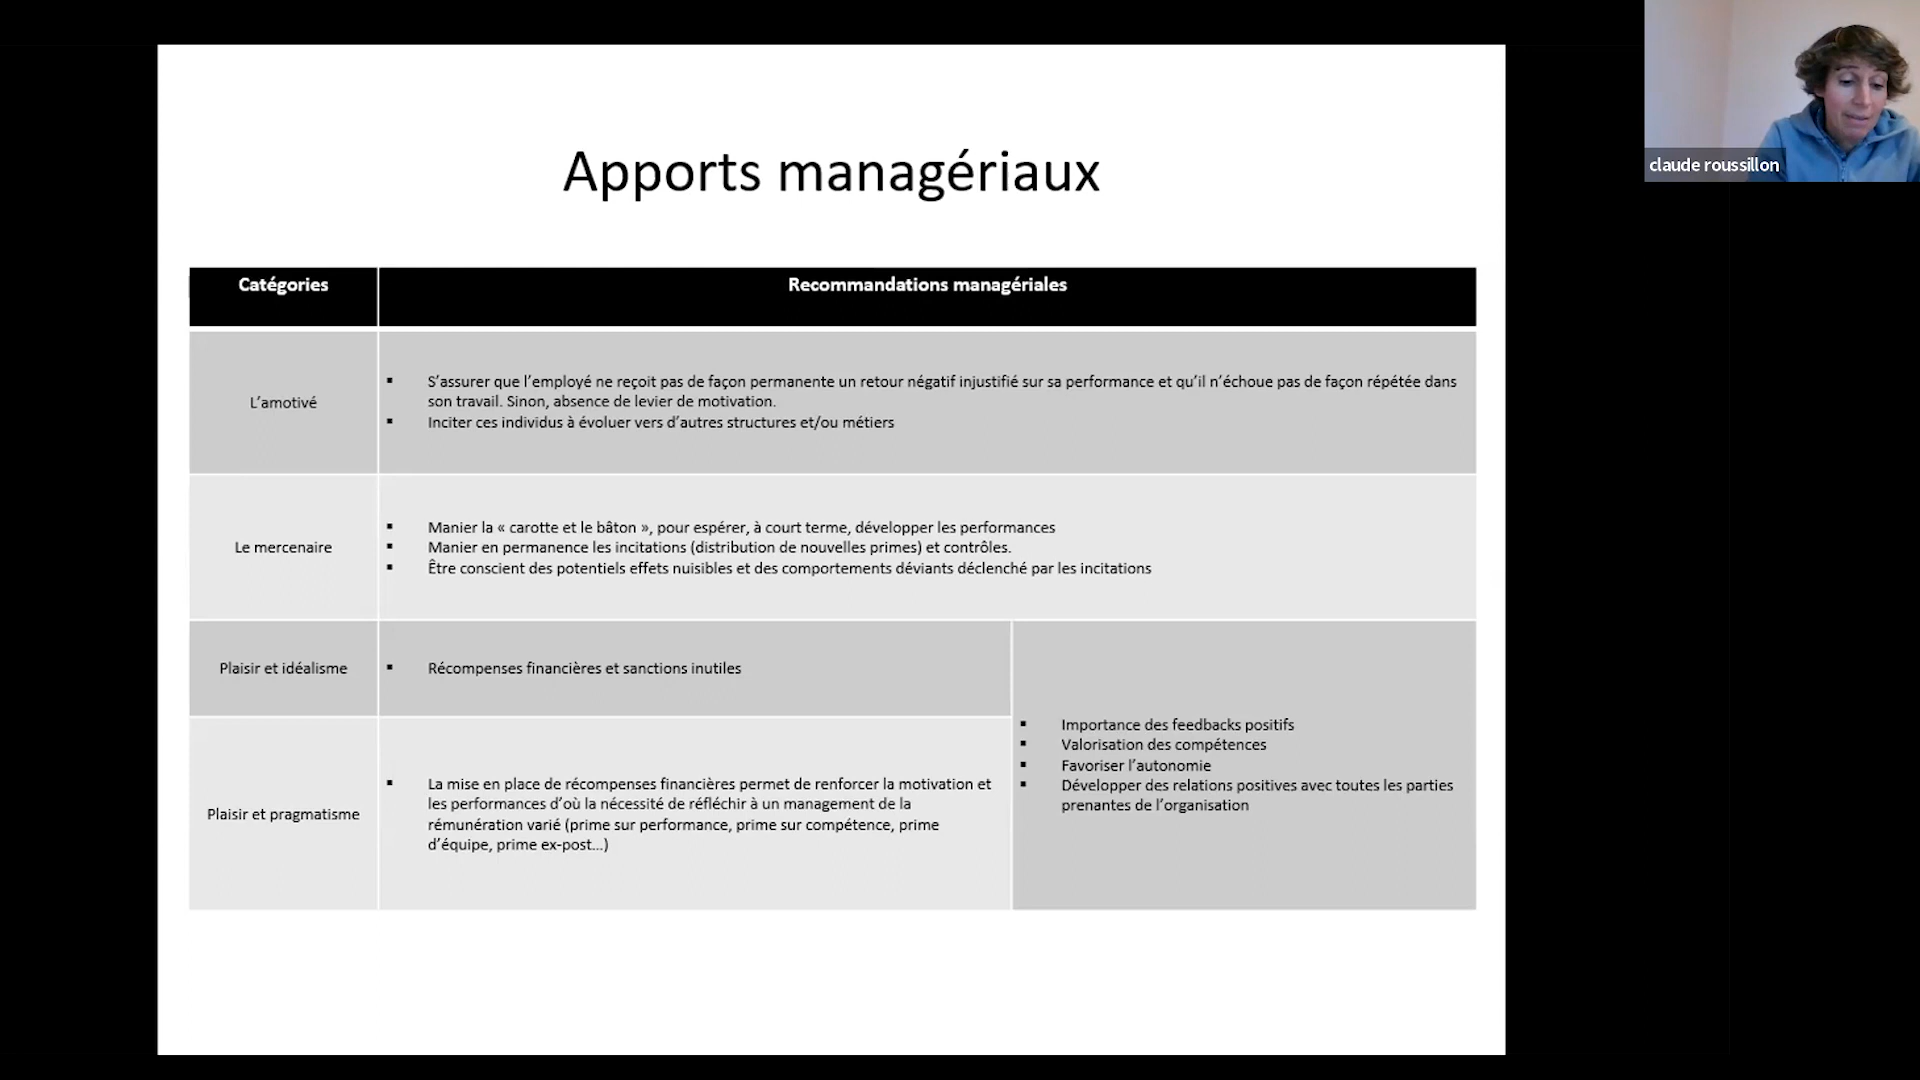 Apports managériaux
claude roussillon
Catégories
Recommandations managériales
L’amotivé
▪ S’assurer que l’employé ne reçoit pas de façon permanente un retour négatif injustifié sur sa performance et qu’il n’échoue pas de façon répétée dans
son travail. Sinon, absence de levier de motivation.
▪ Inciter ces individus à évoluer vers d’autres structures et/ou métiers
Le mercenaire
▪ Manier la « carotte et le bâton », pour espérer, à court terme, développer les performances
▪ Manier en permanence les incitations (distribution de nouvelles primes) et contrôles.
▪ Être conscient des potentiels effets nuisibles et des comportements déviants déclenché par les incitations
Plaisir et idéalisme
▪ Récompenses financières et sanctions inutiles
Plaisir et pragmatisme
▪ La mise en place de récompenses financières permet de renforcer la motivation et
les performances d’où la nécessité de réfléchir à un management de la
rémunération varié (prime sur performance, prime sur compétence, prime
d’équipe, prime ex-post…)
▪ Importance des feedbacks positifs
▪ Valorisation des compétences
▪ Favoriser l’autonomie
▪ Développer des relations positives avec toutes les parties
prenantes de l’organisation